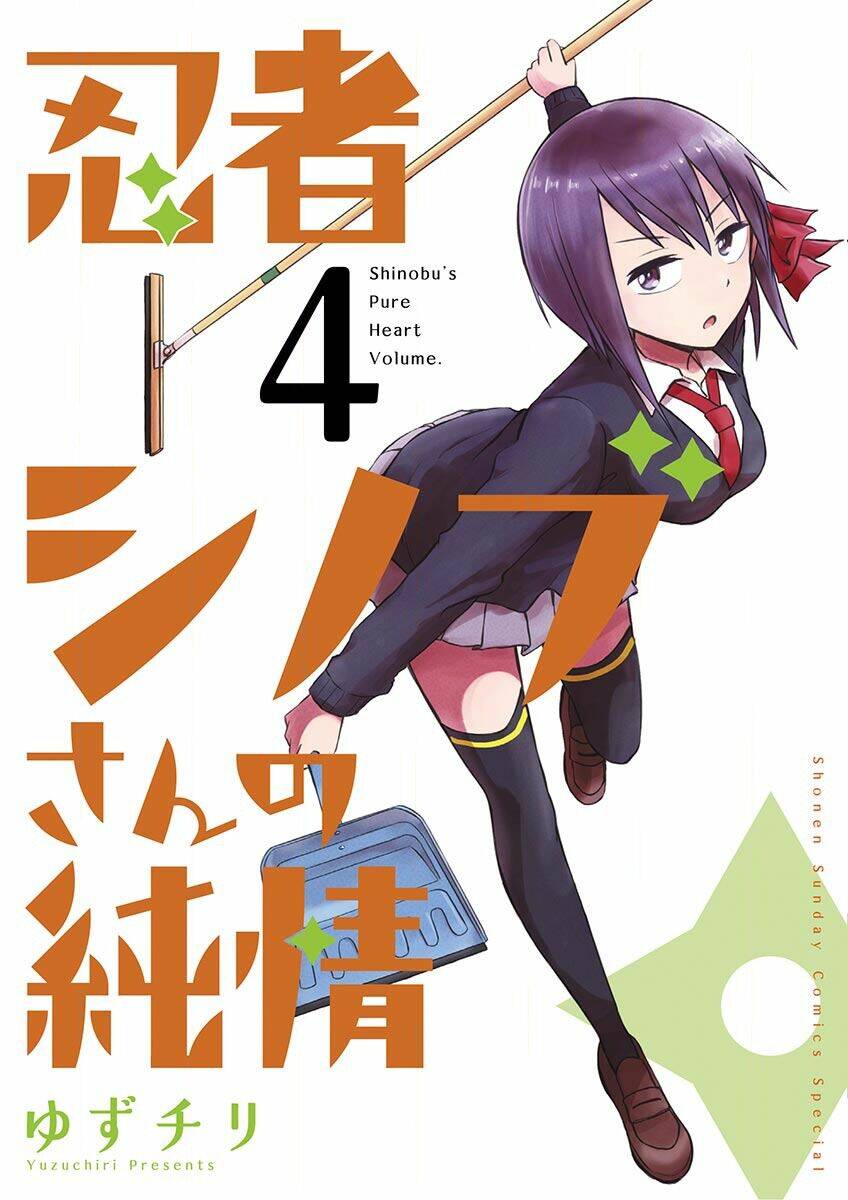 忍者
4
Shinobu's
Pure
Heart
Volume.
シノブ
さんの
純情
ゆずチリ
Yuzuchiri Presents
Shonen Sunday Comics Special